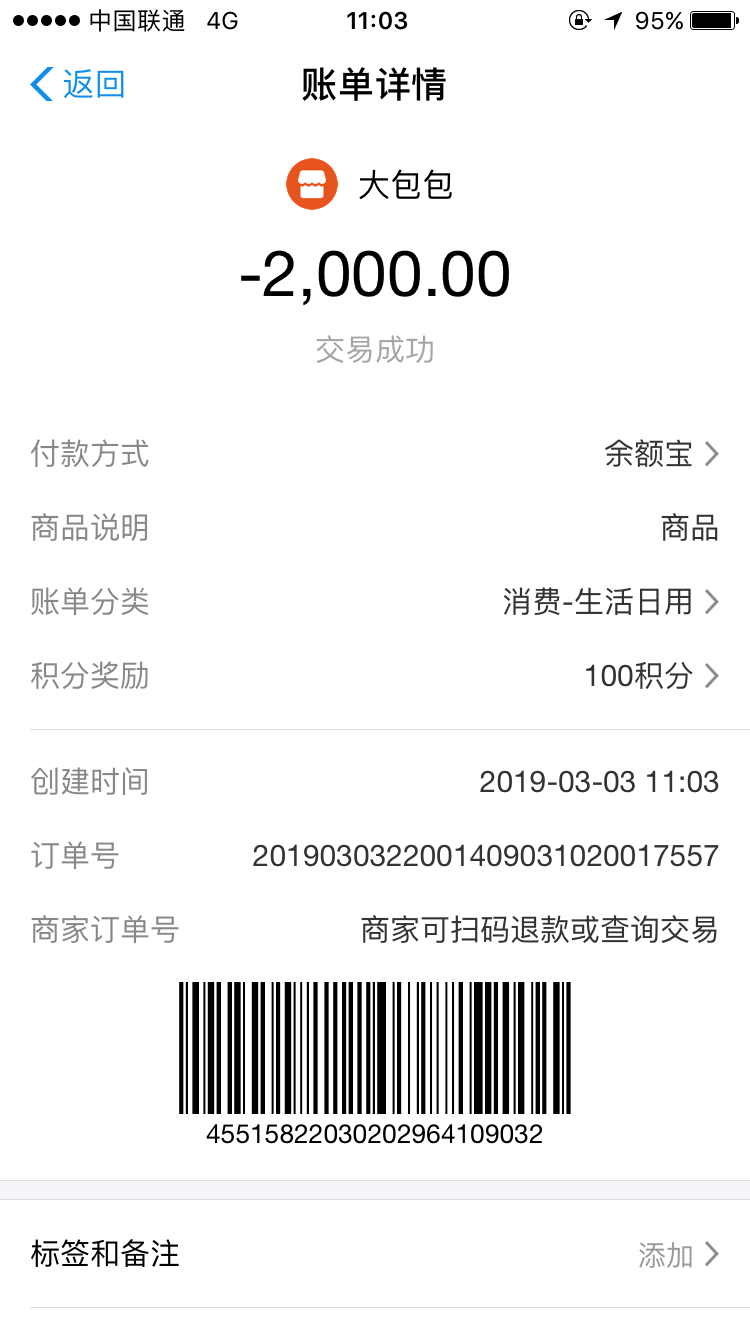 中国联通 4G 11:03 95%
返回 账单详情
大包包
-2,000.00
交易成功
付款方式 余额宝
商品说明 商品
账单分类 消费-生活日用
积分奖励 100积分
创建时间 2019-03-03 11:03
订单号 2019030322001409031020017557
商家订单号 商家可扫码退款或查询交易
45515822030202964109032
标签和备注 添加